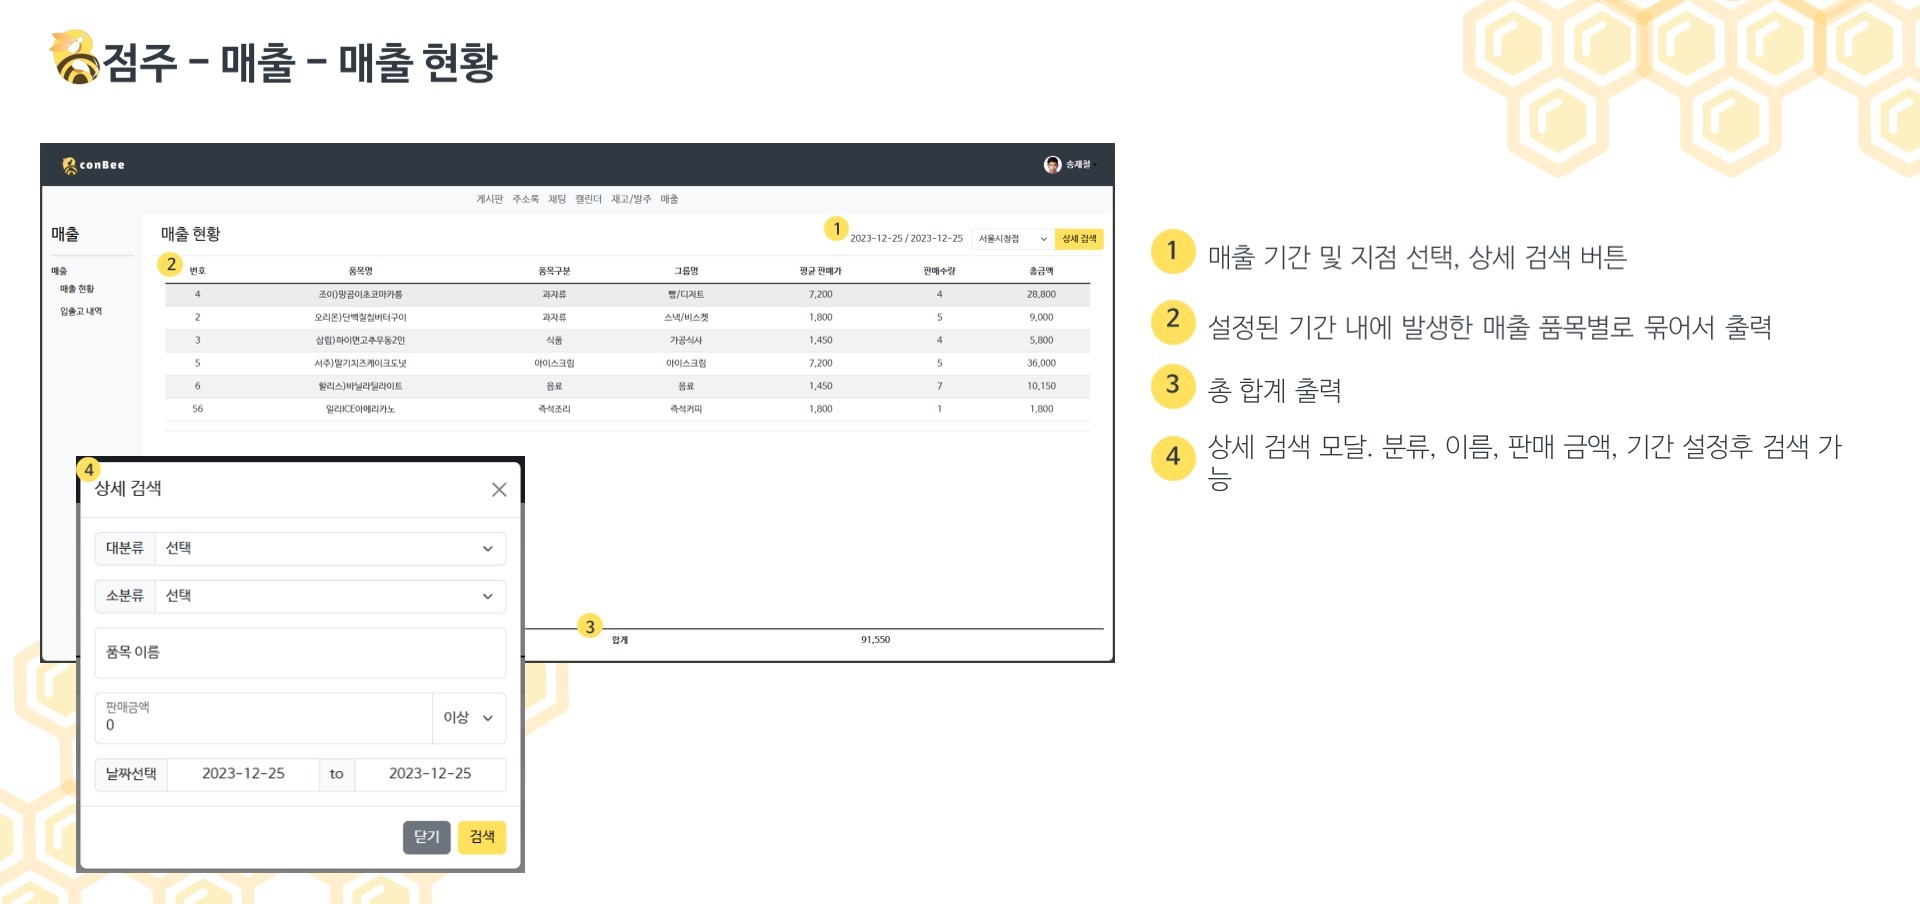 점주 - 매출 - 매출 현황
conBee
송재철
게시판 주소록 채팅 캘린더 재고/발주 매출
매출
매출
매출 현황
입출고 내역
매출 현황
1
2023-12-25 / 2023-12-25 서울시청점 상세 검색
2
번호 품목명 품목구분 그룹명 평균 판매가 판매수량 총금액
4 조이)망곰이초코마카롱 과자류 빵/디저트 7,200 4 28,800
2 오리온)단백질칩버터구이 과자류 스낵/비스켓 1,800 5 9,000
3 삼립)하이면고추우동2인 식품 가공식사 1,450 4 5,800
5 서주)딸기치즈케이크도넛 아이스크림 아이스크림 7,200 5 36,000
6 할리스)바닐라딜라이트 음료 음료 1,450 7 10,150
56 일리ICE아메리카노 즉석조리 즉석커피 1,800 1 1,800
3
합계 91,550
4
상세 검색
대분류 선택
소분류 선택
품목 이름
판매금액
0
이상
날짜선택 2023-12-25 to 2023-12-25
닫기 검색
1 매출 기간 및 지점 선택, 상세 검색 버튼
2 설정된 기간 내에 발생한 매출 품목별로 묶어서 출력
3 총 합계 출력
4 상세 검색 모달. 분류, 이름, 판매 금액, 기간 설정후 검색 가
능